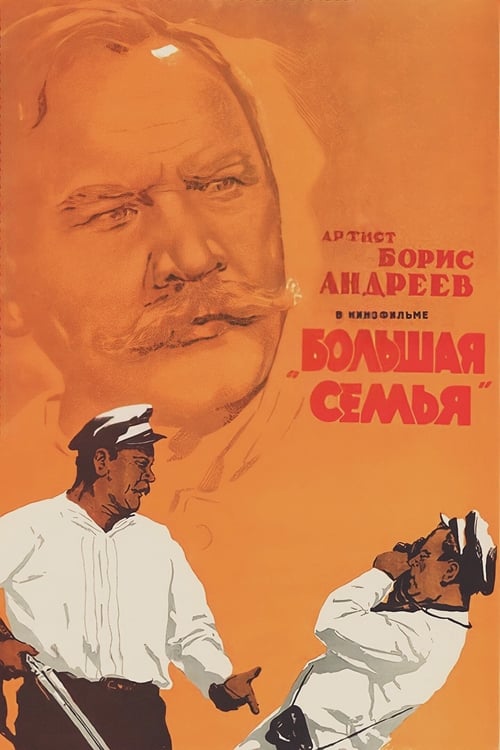 АРТИСТ
БОРИС
АНДРЕЕВ
В КИНОФИЛЬМЕ
"БОЛЬШАЯ
СЕМЬЯ"